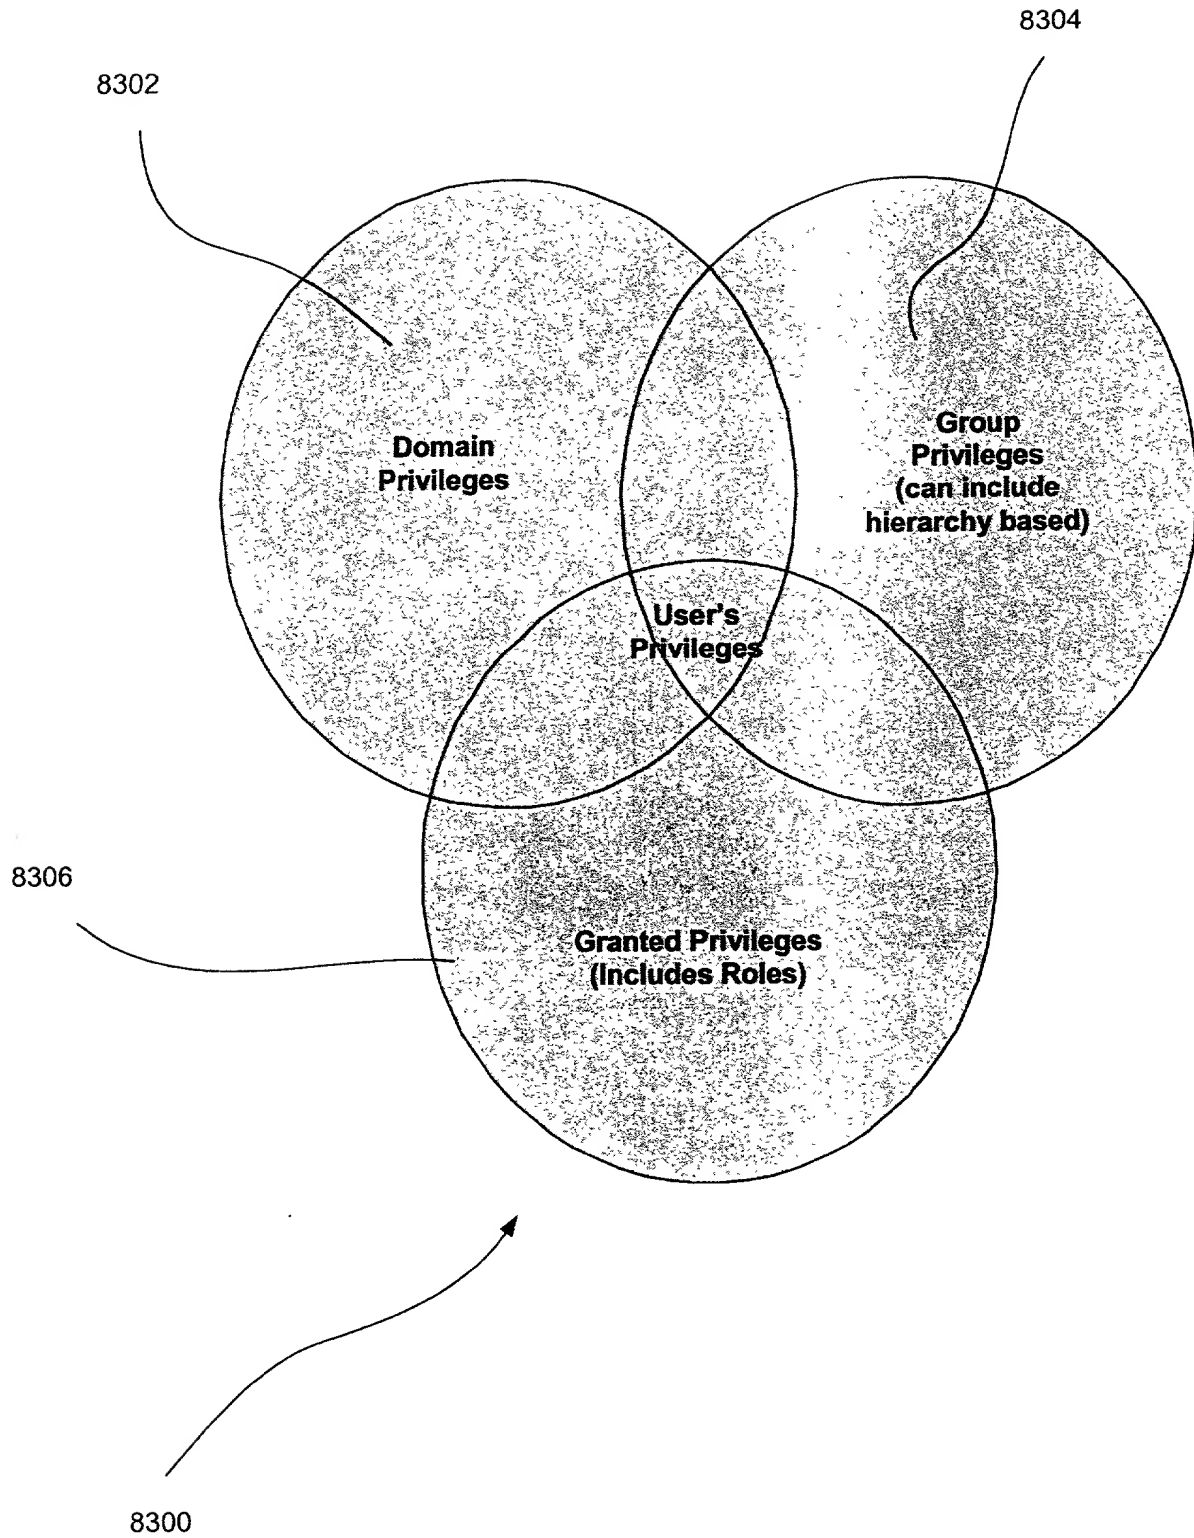 8304
8302
Domain
Privileges
Group
Privileges
(can include
hierarchy based)
User's
Privileges
8306
Granted Privileges
(Includes Roles)
8300